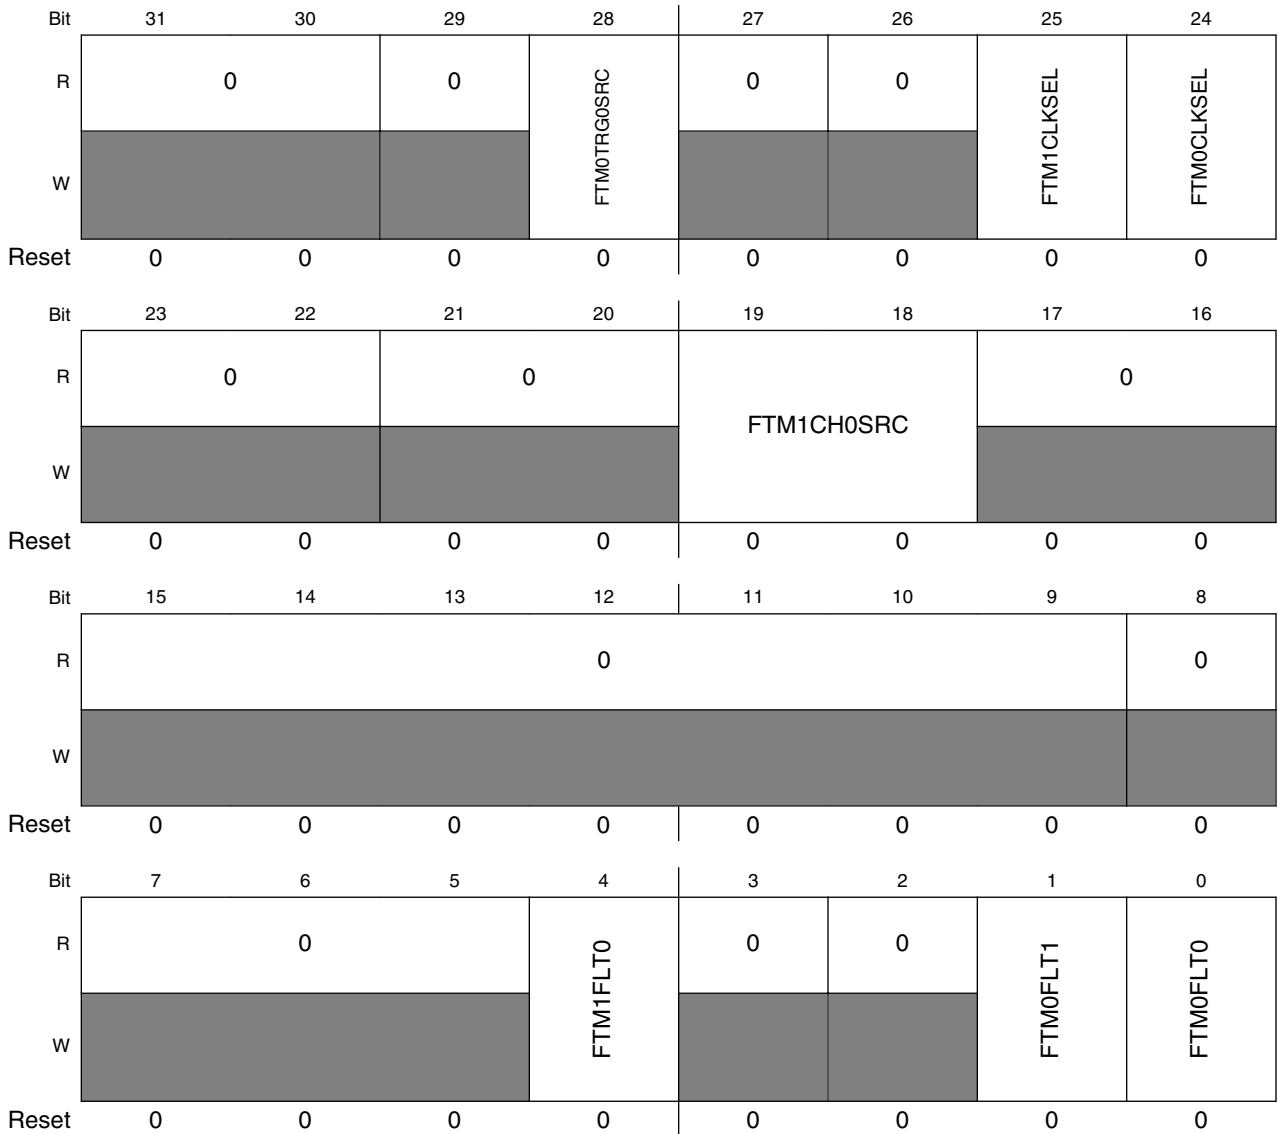 Bit 31 30 29 28 27 26 25 24
R 0 0 FTM0TRG0SRC 0 0 FTM1CLKSEL FTM0CLKSEL
W
Reset 0 0 0 0 0 0 0 0
Bit 23 22 21 20 19 18 17 16
R 0 0 FTM1CH0SRC 0
W
Reset 0 0 0 0 0 0 0 0
Bit 15 14 13 12 11 10 9 8
R 0 0
W
Reset 0 0 0 0 0 0 0 0
Bit 7 6 5 4 3 2 1 0
R 0 FTM1FLT0 0 0 FTM0FLT1 FTM0FLT0
W
Reset 0 0 0 0 0 0 0 0